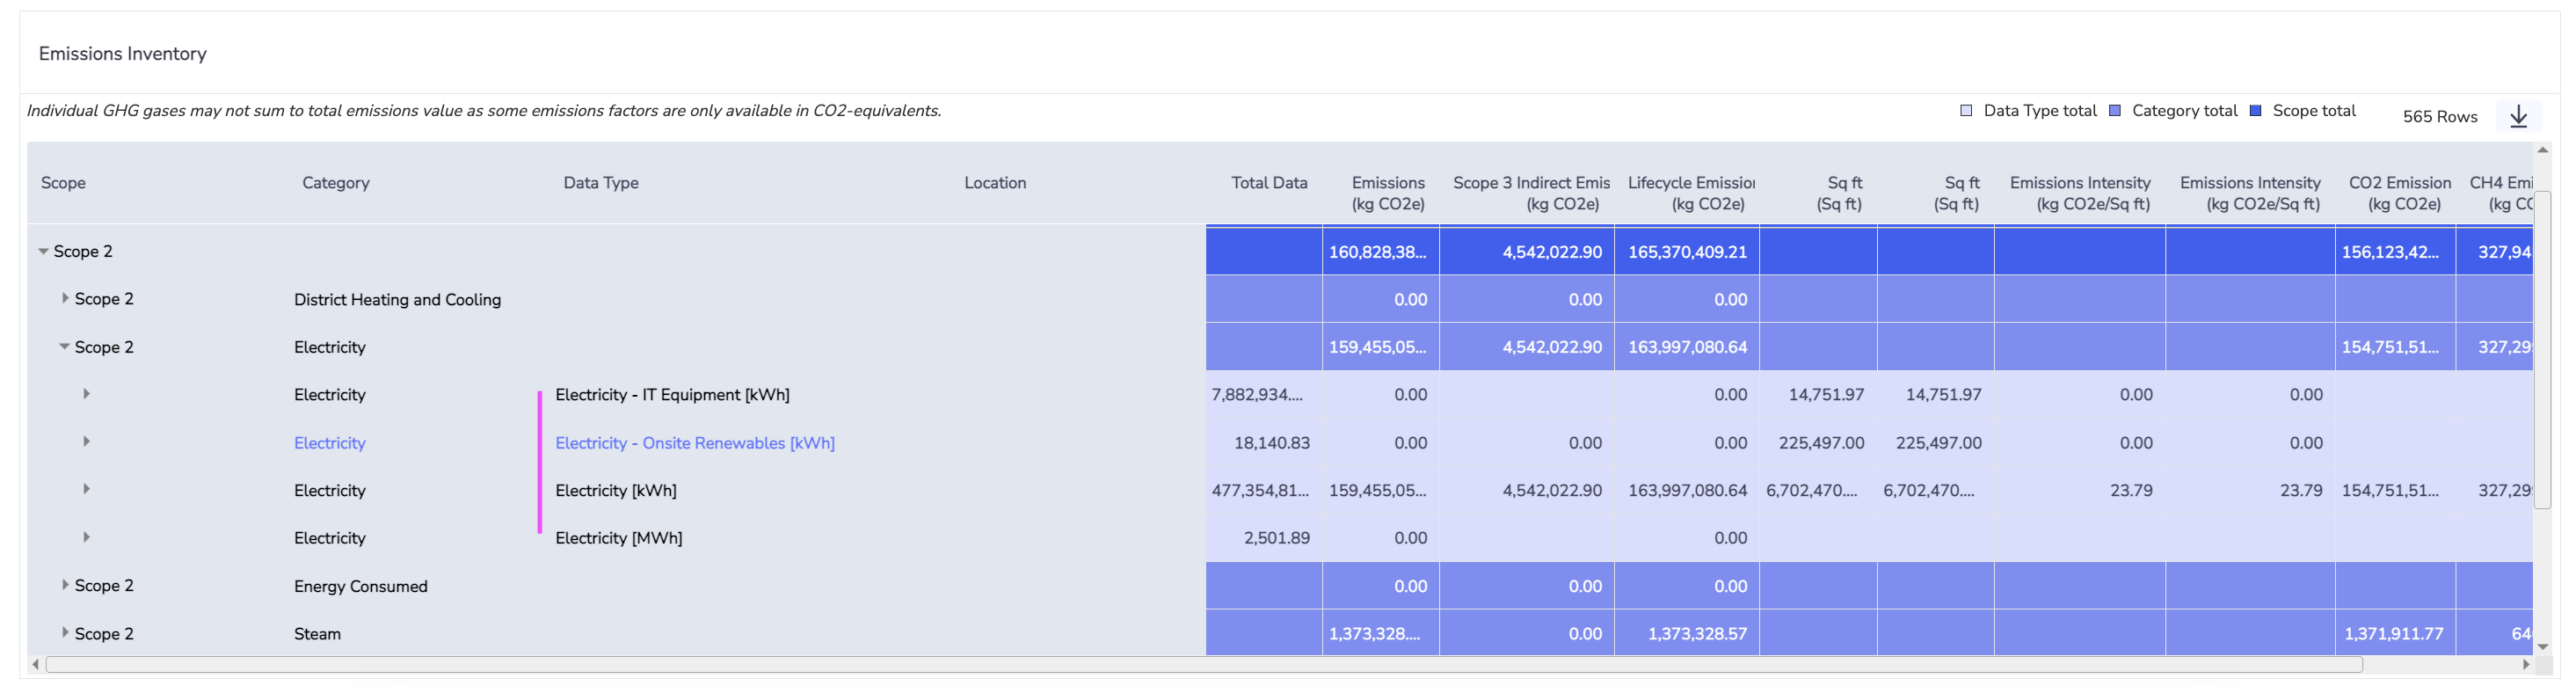 Emissions Inventory
Individual GHG gases may not sum to total emissions value as some emissions factors are only available in CO2-equivalents.
Data Type total Category total Scope total 565 Rows
Scope Category Data Type Location Total Data Emissions (kg CO2e) Scope 3 Indirect Emis (kg CO2e) Lifecycle Emission (kg CO2e) Sq ft (Sq ft) Sq ft (Sq ft) Emissions Intensity (kg CO2e/Sq ft) Emissions Intensity (kg CO2e/Sq ft) CO2 Emission (kg CO2e) CH4 Emi (kg CO
Scope 2 160,828,38... 4,542,022.90 165,370,409.21 156,123,42... 327,94
Scope 2 District Heating and Cooling 0.00 0.00 0.00
Scope 2 Electricity 159,455,05... 4,542,022.90 163,997,080.64 154,751,51... 327,29
Electricity Electricity - IT Equipment [kWh] 7,882,934.... 0.00 0.00 14,751.97 14,751.97 0.00 0.00
Electricity Electricity - Onsite Renewables [kWh] 18,140.83 0.00 0.00 0.00 225,497.00 225,497.00 0.00 0.00
Electricity Electricity [kWh] 477,354,81... 159,455,05... 4,542,022.90 163,997,080.64 6,702,470.... 6,702,470.... 23.79 23.79 154,751,51... 327,29
Electricity Electricity [MWh] 2,501.89 0.00 0.00
Scope 2 Energy Consumed 0.00 0.00 0.00
Scope 2 Steam 1,373,328.... 0.00 1,373,328.57 1,371,911.77 64